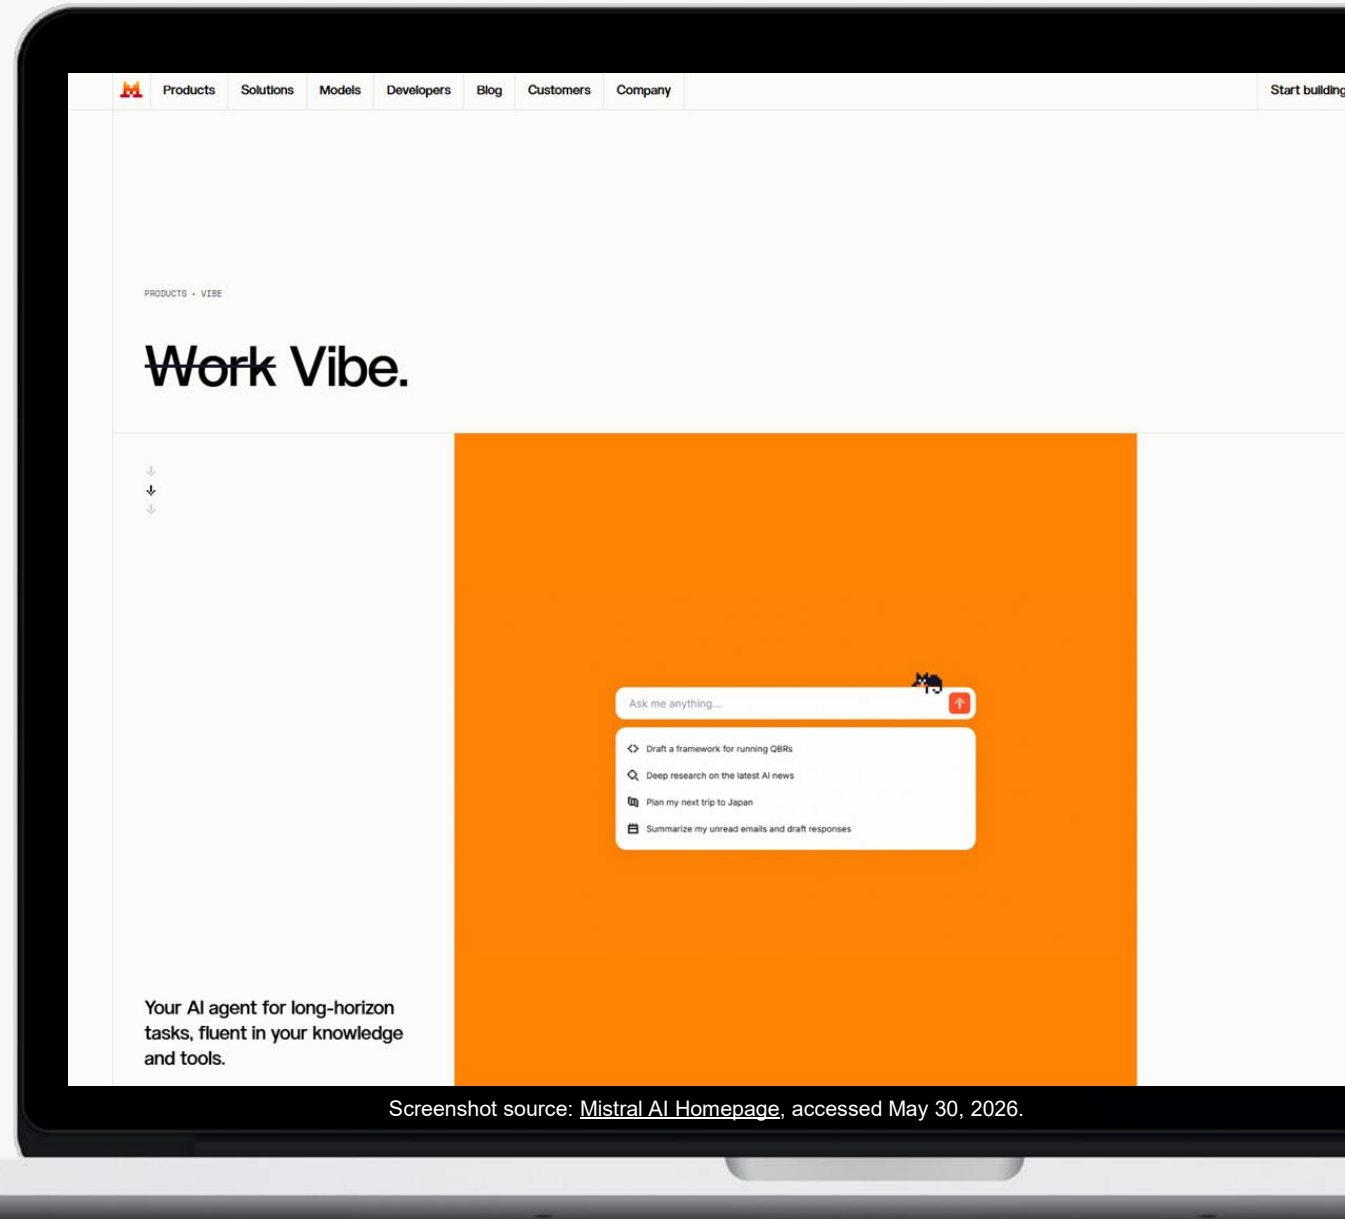 Products Solutions Models Developers Blog Customers Company Start building
PRODUCTS • VIBE
Work Vibe.
Ask me anything...
Draft a framework for running QBRs
Deep research on the latest AI news
Plan my next trip to Japan
Summarize my unread emails and draft responses
Your AI agent for long-horizon
tasks, fluent in your knowledge
and tools.
Screenshot source: Mistral AI Homepage, accessed May 30, 2026.